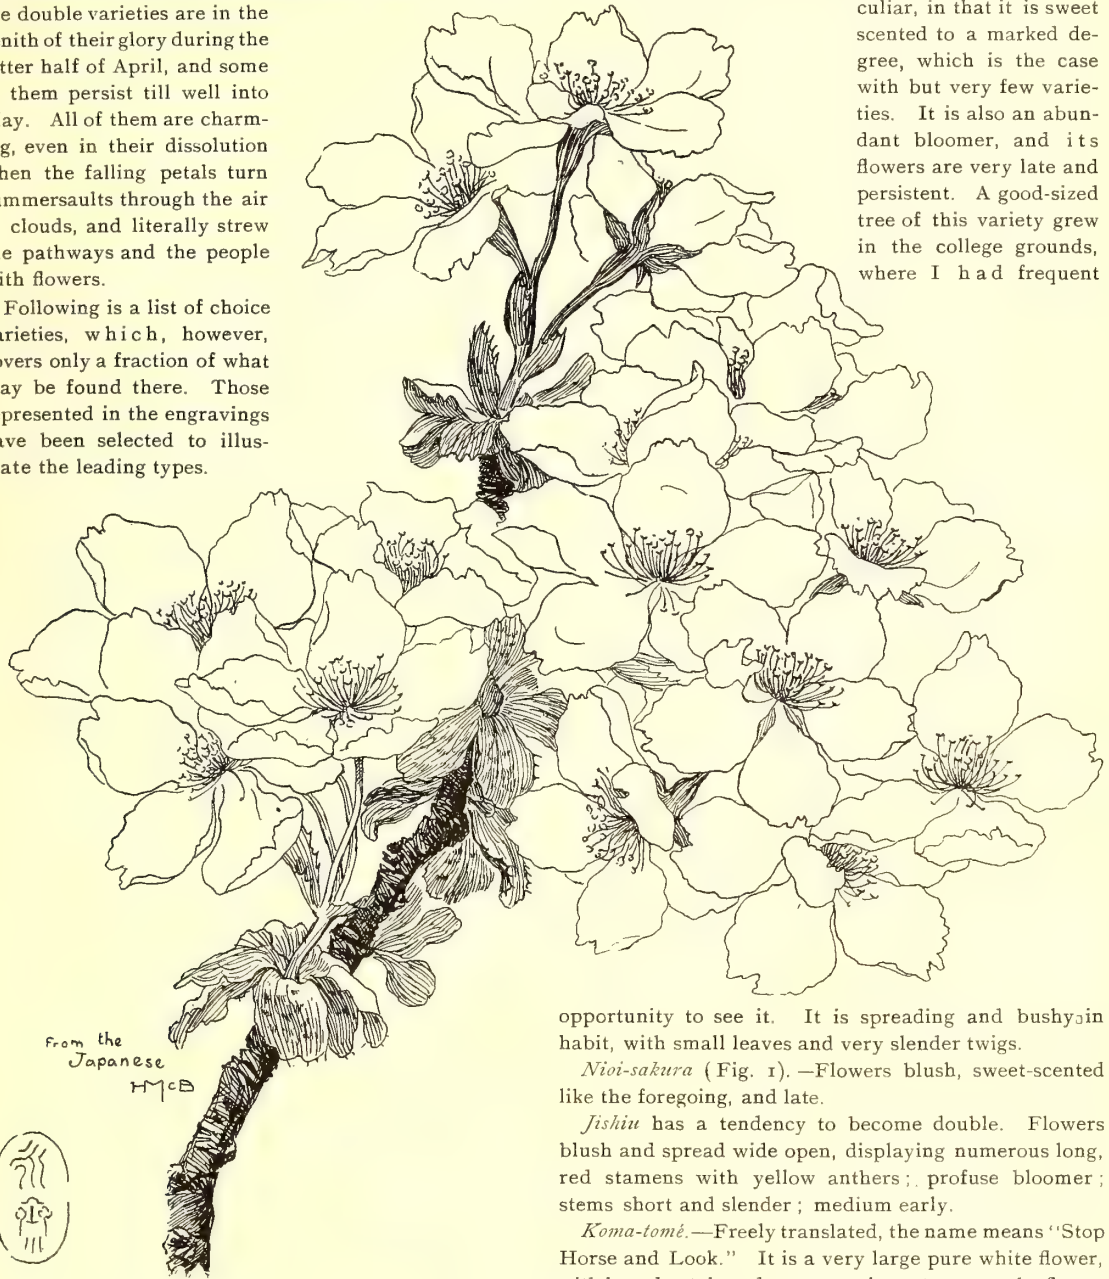 e double varieties are in the
nith of their glory during the
tter half of April, and some
them persist till well into
ay. All of them are charm-
g, even in their dissolution
hen the falling petals turn
mmersaults through the air
clouds, and literally strew
e pathways and the people
ith flowers.
Following is a list of choice
arieties, which, however,
overs only a fraction of what
ay be found there. Those
presented in the engravings
ave been selected to illus-
ate the leading types.
culiar, in that it is sweet
scented to a marked de-
gree, which is the case
with but very few varie-
ties. It is also an abun-
dant bloomer, and its
flowers are very late and
persistent. A good-sized
tree of this variety grew
in the college grounds,
where I had frequent
opportunity to see it. It is spreading and bushy in
habit, with small leaves and very slender twigs.
Nioi-sakura (Fig. 1). —Flowers blush, sweet-scented
like the foregoing, and late.
Jishiu has a tendency to become double. Flowers
blush and spread wide open, displaying numerous long,
red stamens with yellow anthers; profuse bloomer;
stems short and slender; medium early.
Koma-tomé.—Freely translated, the name means "Stop
Horse and Look." It is a very large pure white flower,
From the
Japanese
HMcB